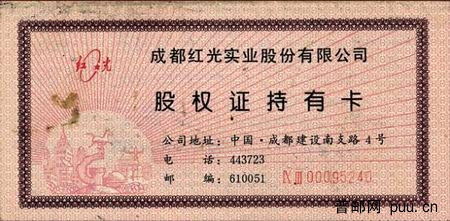 红光
成都红光实业股份有限公司
股权证持有卡
公司地址：中国·成都建设南支路4号
电话：443723
邮编：610051 №Ⅲ00095240
普邮网 puu.cn